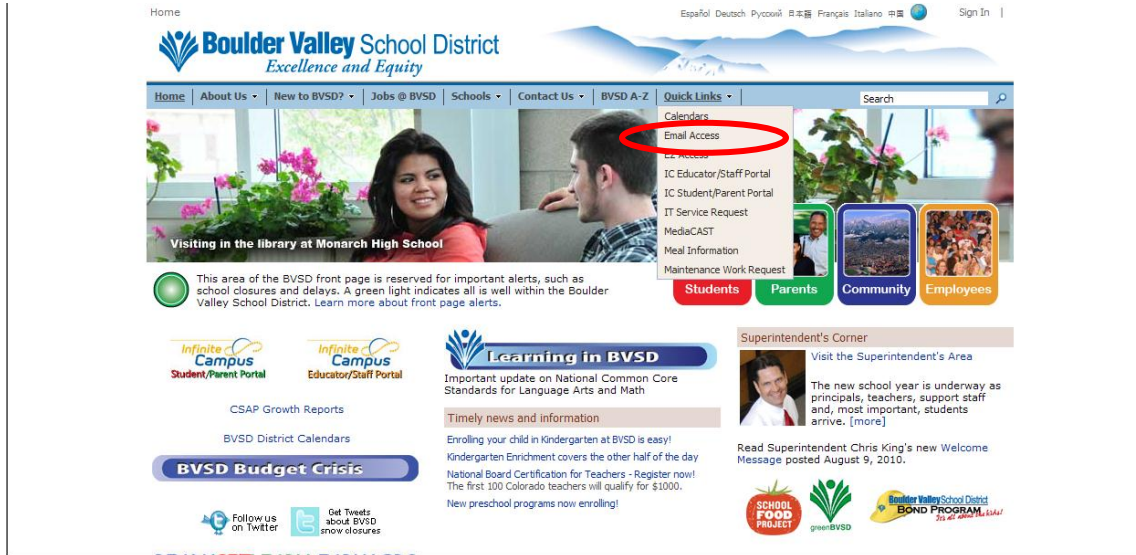 Home
Español Deutsch Русский 日本語 Français Italiano 中国 Sign In |
Boulder Valley School District
Excellence and Equity
Home About Us New to BVSD? Jobs @ BVSD Schools Contact Us BVSD A-Z Quick Links Search
Calendars
Email Access
EZ Access
IC Educator/Staff Portal
IC Student/Parent Portal
IT Service Request
MediaCAST
Meal Information
Maintenance Work Request
Visiting in the library at Monarch High School
Students Parents Community Employees
This area of the BVSD front page is reserved for important alerts, such as
school closures and delays. A green light indicates all is well within the Boulder
Valley School District. Learn more about front page alerts.
Infinite Campus
Student/Parent Portal
Infinite Campus
Educator/Staff Portal
CSAP Growth Reports
BVSD District Calendars
BVSD Budget Crisis
Follow us
on Twitter
Get Tweets
about BVSD
snow closures
Learning in BVSD
Important update on National Common Core
Standards for Language Arts and Math
Timely news and information
Enrolling your child in Kindergarten at BVSD is easy!
Kindergarten Enrichment covers the other half of the day
National Board Certification for Teachers - Register now!
The first 100 Colorado teachers will qualify for $1000.
New preschool programs now enrolling!
Superintendent's Corner
Visit the Superintendent's Area
The new school year is underway as
principals, teachers, support staff
and, most important, students
arrive. [more]
Read Superintendent Chris King's new Welcome
Message posted August 9, 2010.
SCHOOL
FOOD
PROJECT
greenBVSD
Boulder Valley School District
BOND PROGRAM
It's all about the kids!